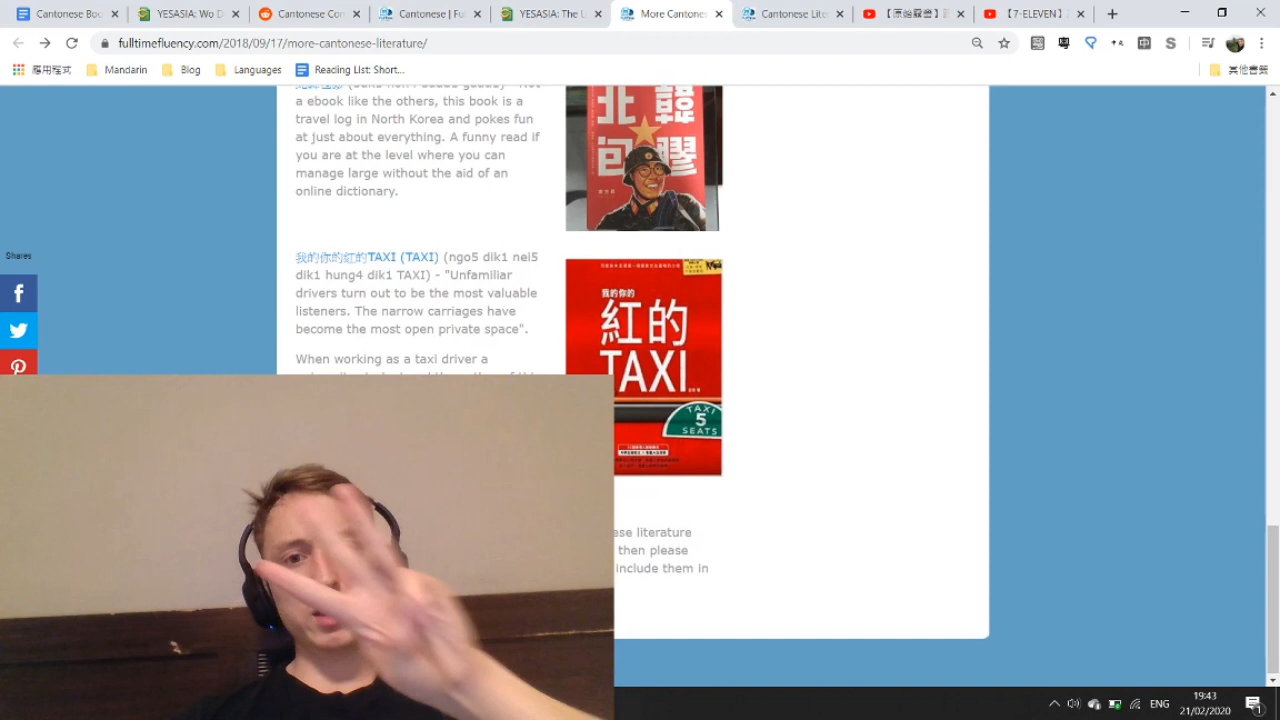 Cantonese Boo
YESASIA: Wo D
Cantonese Con
Cantonese | Fu
YESASIA: The L
More Cantones
Cantonese Lite
【7-ELEVEN】
fulltimefluency.com/2018/09/17/more-cantonese-literature/
應用程式
Mandarin
Blog
Languages
Reading List: Short...
其他書籤
a ebook like the others, this book is a
travel log in North Korea and pokes fun
at just about everything. A funny read if
you are at the level where you can
manage large without the aid of an
online dictionary.
北韓
回膠
Shares
我的你的紅的TAXI (TAXI) (ngo5 dik1 nei5
dik1 hung4 dik1 TAXI) - "Unfamiliar
drivers turn out to be the most valuable
listeners. The narrow carriages have
become the most open private space".
When working as a taxi driver a
我的你的
紅的
TAXI
TAXI
5
SEATS
ese literature
then please
include them in
ENG
19:43
21/02/2020